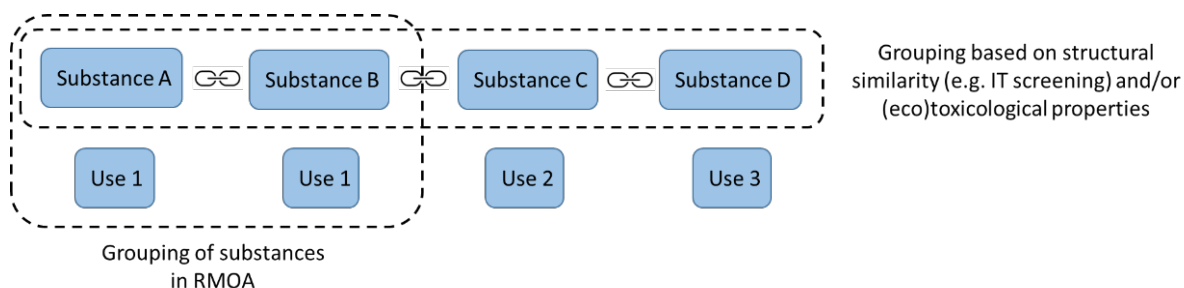 Substance A
Substance B
Substance C
Substance D
Grouping based on structural
similarity (e.g. IT screening) and/or
(eco)toxicological properties
Use 1
Use 1
Use 2
Use 3
Grouping of substances
in RMOA